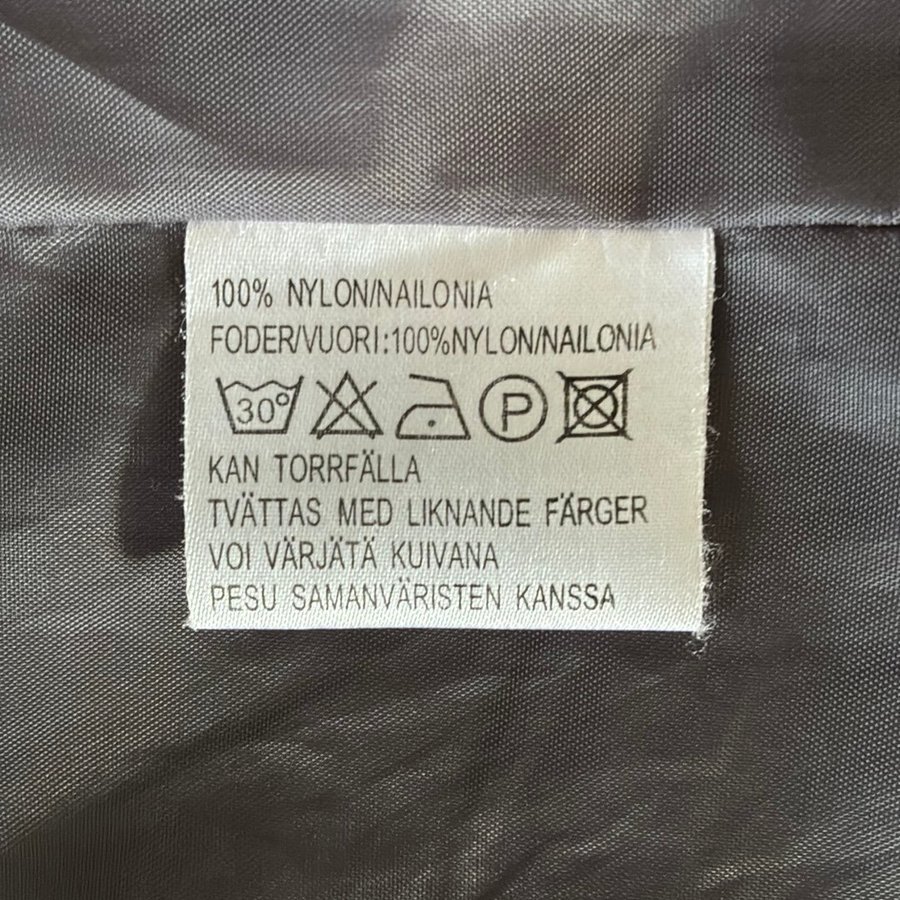 100% NYLON/NAILONIA
FODER/VUORI:100%NYLON/NAILONIA
30° P
KAN TORRFÄLLA
TVÄTTAS MED LIKNANDE FÄRGER
VOI VÄRJÄTÄ KUIVANA
PESU SAMANVÄRISTEN KANSSA